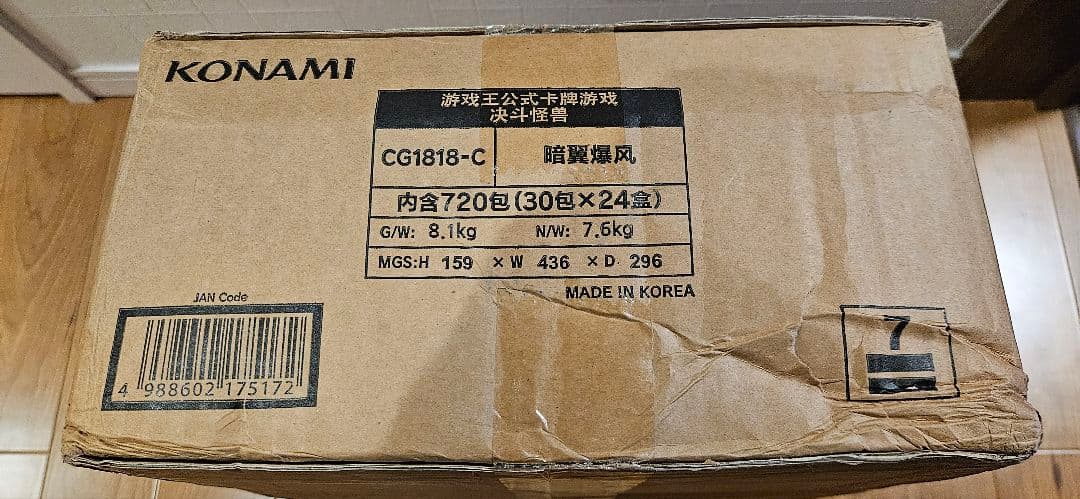 KONAMI
游戏王公式卡牌游戏
决斗怪兽
CG1818-C 暗翼爆风
内含720包(30包×24盒)
G/W: 8.1kg N/W: 7.6kg
MGS:H 159 × W 436 × D 296
MADE IN KOREA
JAN Code
4 988602 175172
7